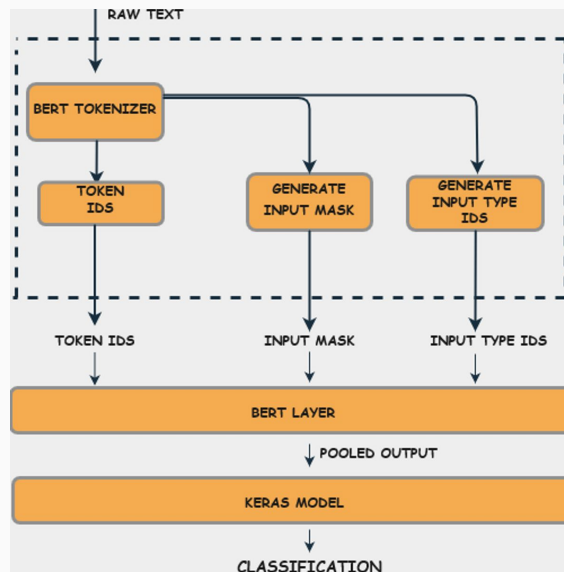 RAW TEXT
BERT TOKENIZER
TOKEN
IDS
GENERATE
INPUT MASK
GENERATE
INPUT TYPE
IDS
TOKEN IDS
INPUT MASK
INPUT TYPE IDS
BERT LAYER
POOLED OUTPUT
KERAS MODEL
CLASSIFICATION